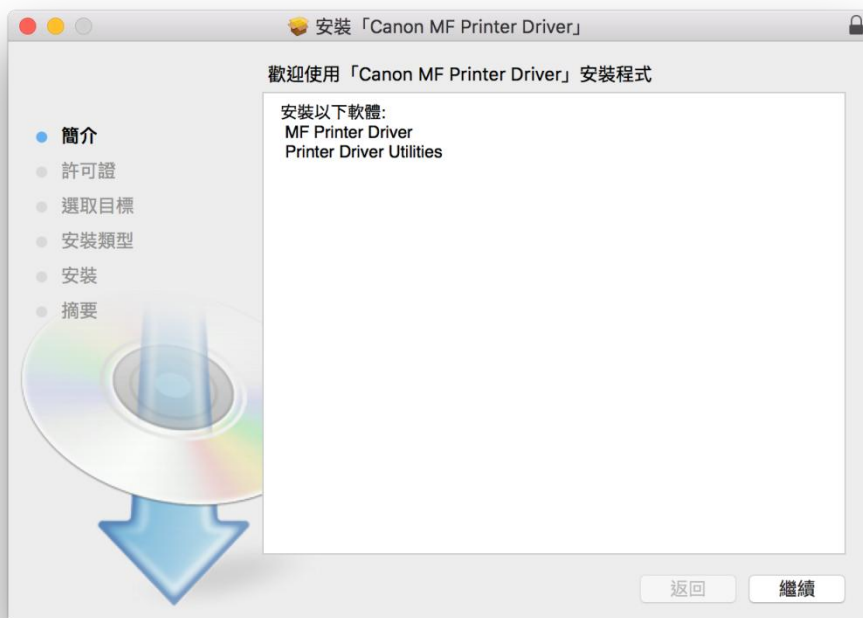 安裝「Canon MF Printer Driver」
歡迎使用「Canon MF Printer Driver」安裝程式
簡介
許可證
選取目標
安裝類型
安裝
摘要
安裝以下軟體:
MF Printer Driver
Printer Driver Utilities
返回
繼續